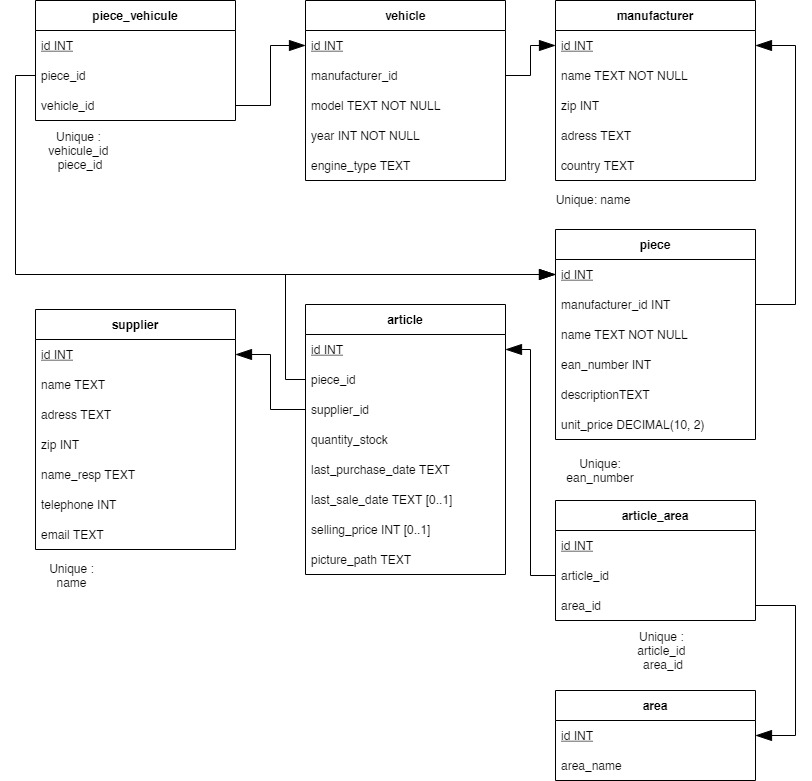 piece_vehicule
id INT
piece_id
vehicle_id
Unique :
vehicule_id
piece_id
vehicle
id INT
manufacturer_id
model TEXT NOT NULL
year INT NOT NULL
engine_type TEXT
manufacturer
id INT
name TEXT NOT NULL
zip INT
adress TEXT
country TEXT
Unique: name
piece
id INT
manufacturer_id INT
name TEXT NOT NULL
ean_number INT
descriptionTEXT
unit_price DECIMAL(10, 2)
Unique:
ean_number
supplier
id INT
name TEXT
adress TEXT
zip INT
name_resp TEXT
telephone INT
email TEXT
Unique :
name
article
id INT
piece_id
supplier_id
quantity_stock
last_purchase_date TEXT
last_sale_date TEXT [0..1]
selling_price INT [0..1]
picture_path TEXT
article_area
id INT
article_id
area_id
Unique :
article_id
area_id
area
id INT
area_name